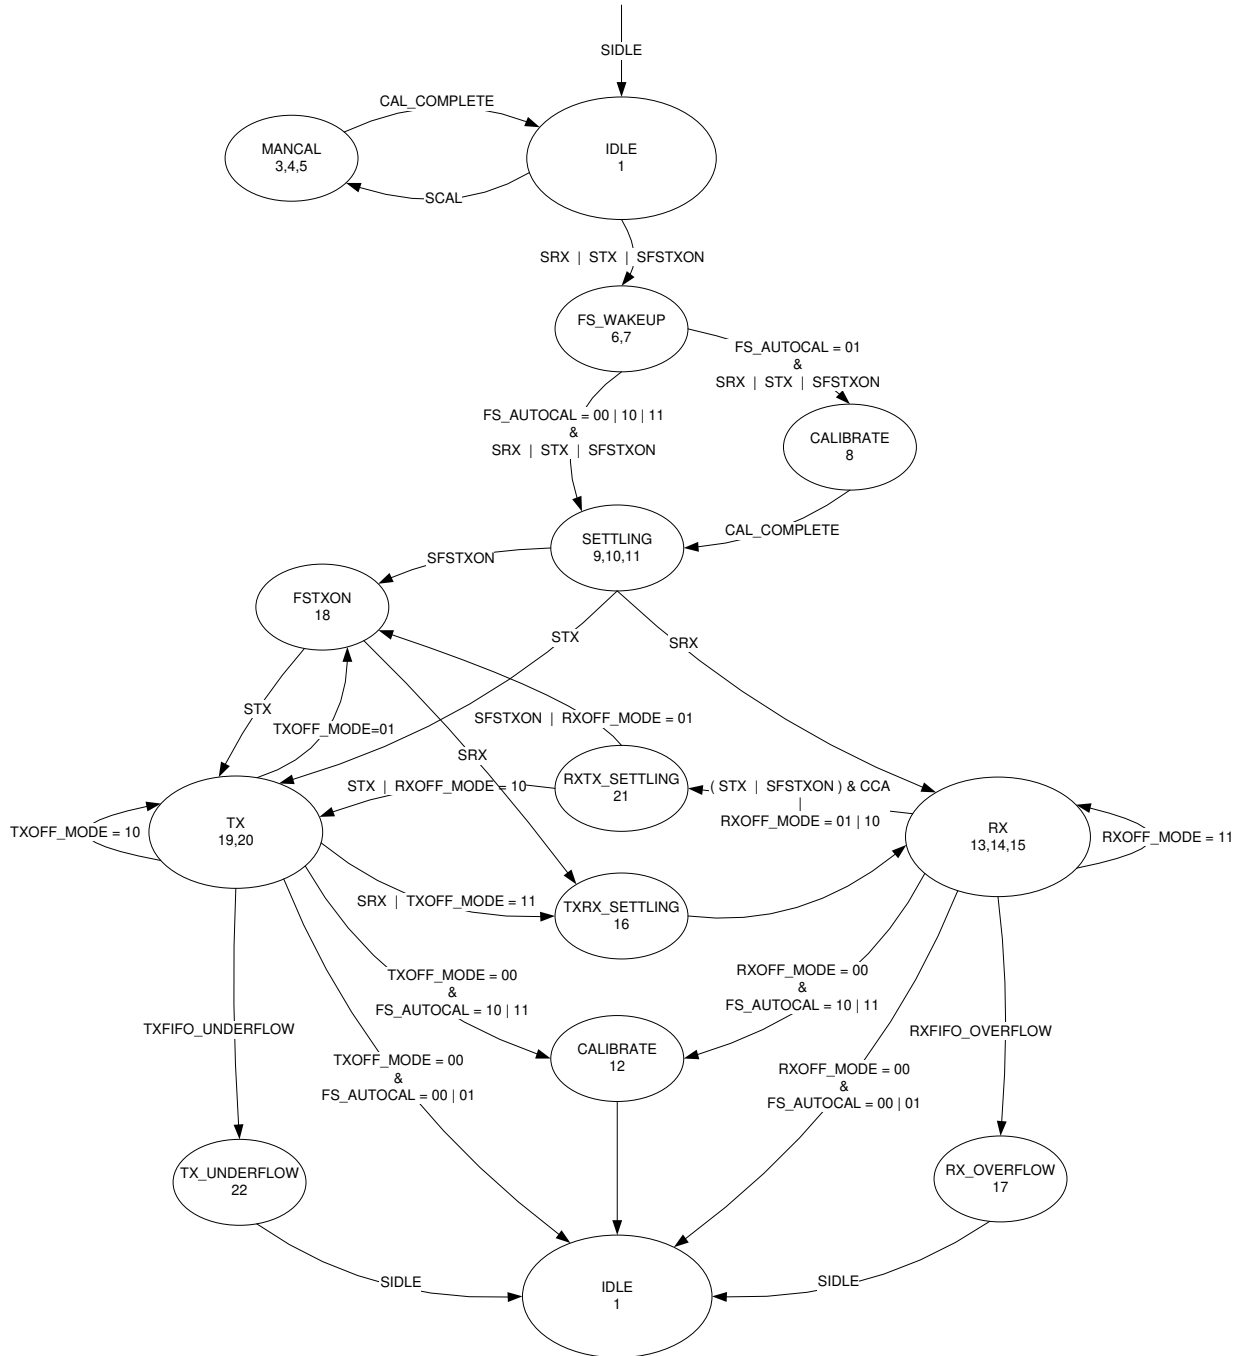 SIDLE
CAL_COMPLETE
MANCAL
3,4,5
IDLE
1
SCAL
SRX | STX | SFSTXON
FS_WAKEUP
6,7
FS_AUTOCAL = 01
&
SRX | STX | SFSTXON
FS_AUTOCAL = 00 | 10 | 11
&
SRX | STX | SFSTXON
CALIBRATE
8
CAL_COMPLETE
SETTLING
9,10,11
SFSTXON
FSTXON
18
STX
SRX
STX
TXOFF_MODE=01
SFSTXON | RXOFF_MODE = 01
SRX
RXTX_SETTLING
21
STX | RXOFF_MODE = 10
( STX | SFSTXON ) & CCA
|
RXOFF_MODE = 01 | 10
TXOFF_MODE = 10
TX
19,20
RX
13,14,15
RXOFF_MODE = 11
SRX | TXOFF_MODE = 11
TXRX_SETTLING
16
TXOFF_MODE = 00
&
FS_AUTOCAL = 10 | 11
RXOFF_MODE = 00
&
FS_AUTOCAL = 10 | 11
TXFIFO_UNDERFLOW
RXFIFO_OVERFLOW
CALIBRATE
12
TXOFF_MODE = 00
&
FS_AUTOCAL = 00 | 01
RXOFF_MODE = 00
&
FS_AUTOCAL = 00 | 01
TX_UNDERFLOW
22
RX_OVERFLOW
17
SIDLE
SIDLE
IDLE
1